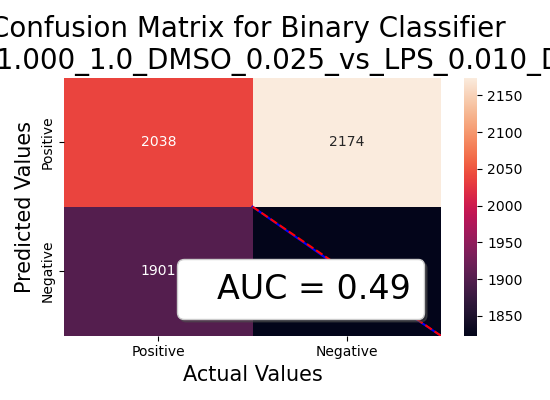 Confusion Matrix for Binary Classifier
1.000_1.0_DMSO_0.025_vs_LPS_0.010_D
Predicted Values
Positive
Negative
2038 2174
1901
AUC = 0.49
Positive Negative
Actual Values
2150
2100
2050
2000
1950
1900
1850